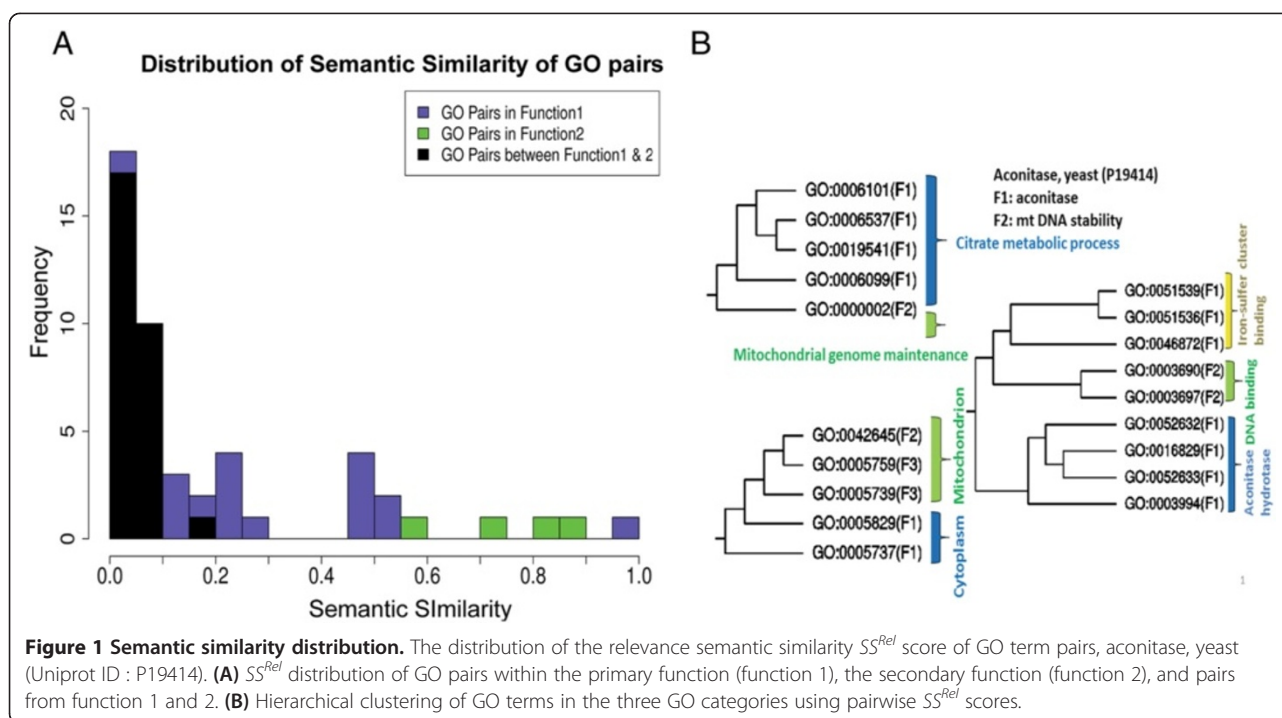 A
Distribution of Semantic Similarity of GO pairs
GO Pairs in Function1
GO Pairs in Function2
GO Pairs between Function1 & 2
Frequency
20
15
10
5
0
0.0 0.2 0.4 0.6 0.8 1.0
Semantic SImilarity
B
Aconitase, yeast (P19414)
F1: aconitase
F2: mt DNA stability
GO:0006101(F1)
GO:0006537(F1)
GO:0019541(F1)
GO:0006099(F1)
GO:0000002(F2)
Citrate metabolic process
Mitochondrial genome maintenance
GO:0042645(F2)
GO:0005759(F3)
GO:0005739(F3)
GO:0005829(F1)
GO:0005737(F1)
Mitochondrion
Cytoplasm
GO:0051539(F1)
GO:0051536(F1)
GO:0046872(F1)
GO:0003690(F2)
GO:0003697(F2)
GO:0052632(F1)
GO:0016829(F1)
GO:0052633(F1)
GO:0003994(F1)
Iron-sulfer cluster
binding
DNA binding
Aconitase
hydrotase
1
Figure 1 Semantic similarity distribution. The distribution of the relevance semantic similarity SS^Rel score of GO term pairs, aconitase, yeast
(Uniprot ID : P19414). (A) SS^Rel distribution of GO pairs within the primary function (function 1), the secondary function (function 2), and pairs
from function 1 and 2. (B) Hierarchical clustering of GO terms in the three GO categories using pairwise SS^Rel scores.